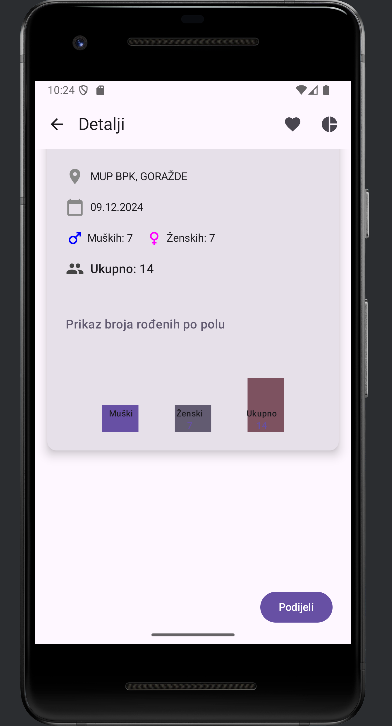 10:24
Detalji
MUP BPK, GORAŽDE
09.12.2024
Muških: 7 Ženskih: 7
Ukupno: 14
Prikaz broja rođenih po polu
Muški Ženski Ukupno
Podijeli